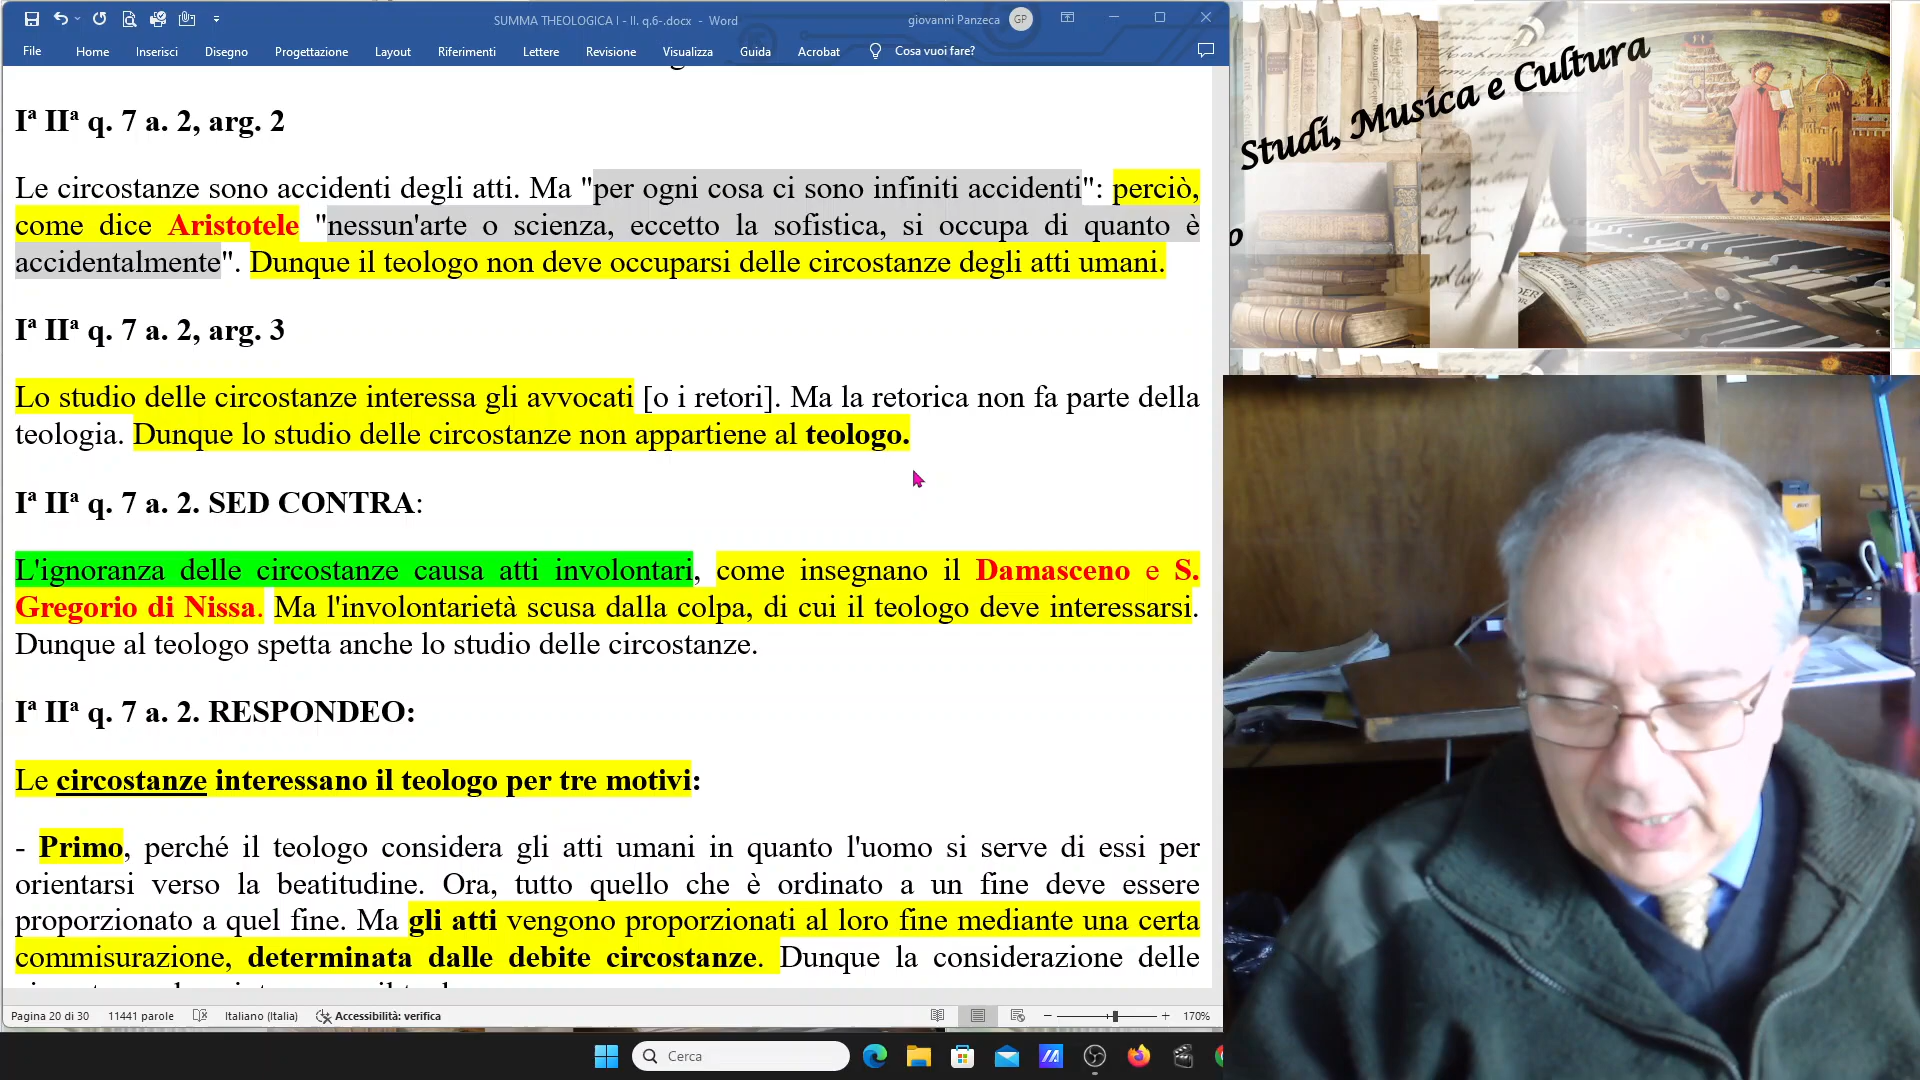 SUMMA THEOLOGICA I - II. q.6-.docx - Word
giovanni Panzeca
GP
File Home Inserisci Disegno Progettazione Layout Riferimenti Lettere Revisione Visualizza Guida Acrobat Cosa vuoi fare?
Iª IIª q. 7 a. 2, arg. 2
Le circostanze sono accidenti degli atti. Ma "per ogni cosa ci sono infiniti accidenti": perciò,
come dice Aristotele "nessun'arte o scienza, eccetto la sofistica, si occupa di quanto è
accidentalmente". Dunque il teologo non deve occuparsi delle circostanze degli atti umani.
Iª IIª q. 7 a. 2, arg. 3
Lo studio delle circostanze interessa gli avvocati [o i retori]. Ma la retorica non fa parte della
teologia. Dunque lo studio delle circostanze non appartiene al teologo.
Iª IIª q. 7 a. 2. SED CONTRA:
L'ignoranza delle circostanze causa atti involontari, come insegnano il Damasceno e S.
Gregorio di Nissa. Ma l'involontarietà scusa dalla colpa, di cui il teologo deve interessarsi.
Dunque al teologo spetta anche lo studio delle circostanze.
Iª IIª q. 7 a. 2. RESPONDEO:
Le circostanze interessano il teologo per tre motivi:
- Primo, perché il teologo considera gli atti umani in quanto l'uomo si serve di essi per
orientarsi verso la beatitudine. Ora, tutto quello che è ordinato a un fine deve essere
proporzionato a quel fine. Ma gli atti vengono proporzionati al loro fine mediante una certa
commisurazione, determinata dalle debite circostanze. Dunque la considerazione delle
Pagina 20 di 30 11441 parole Italiano (Italia) Accessibilità: verifica 170%
Cerca
Studi, Musica e Cultura